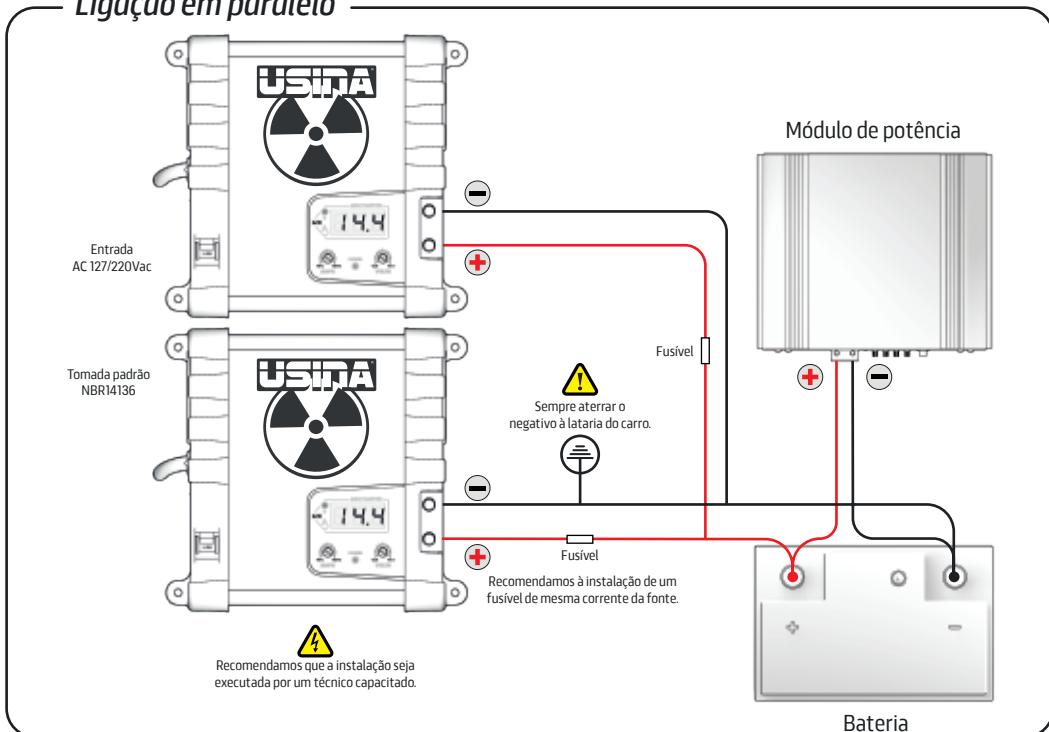 Ligação em paralelo
USINA
14.4
Entrada
AC 127/220Vac
Tomada padrão
NBR14136
USINA
14.4
Módulo de potência
Fusível
Sempre aterrar o
negativo à lataria do carro.
Fusível
Recomendamos à instalação de um
fusível de mesma corrente da fonte.
Recomendamos que a instalação seja
executada por um técnico capacitado.
Bateria